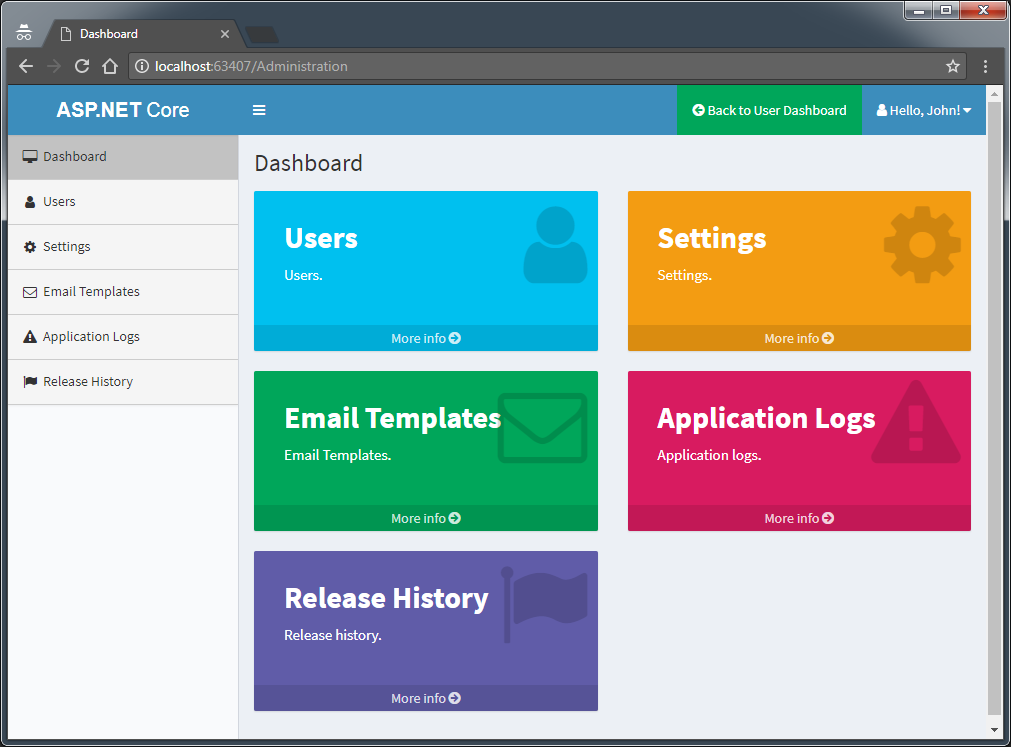 Dashboard
localhost:63407/Administration
ASP.NET Core
Back to User Dashboard
Hello, John!
Dashboard
Users
Settings
Email Templates
Application Logs
Release History
Dashboard
Users
Users.
More info
Settings
Settings.
More info
Email Templates
Email Templates.
More info
Application Logs
Application logs.
More info
Release History
Release history.
More info